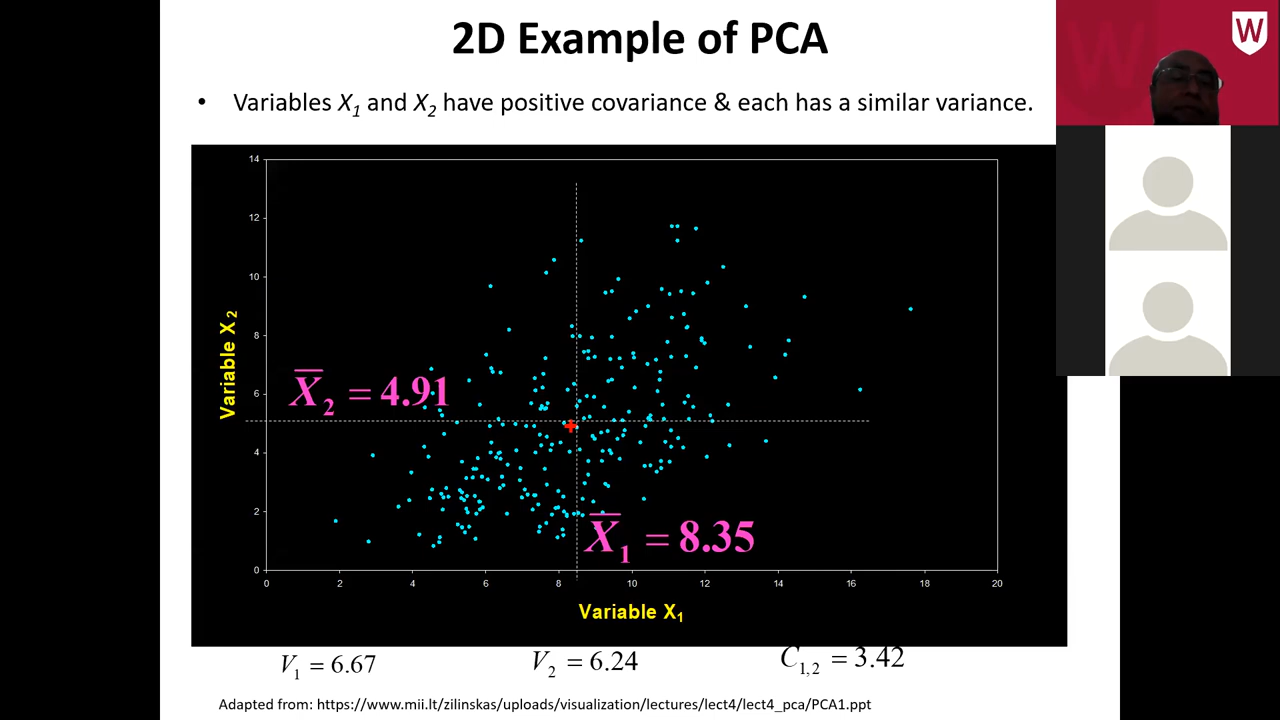 2D Example of PCA
W
W
• Variables X1 and X2 have positive covariance & each has a similar variance.
14
12
10
8
6
4
2
0
Variable X2
X̅2 = 4.91
X̅1 = 8.35
0 2 4 6 8 10 12 14 16 18 20
Variable X1
V1 = 6.67 V2 = 6.24 C1,2 = 3.42
Adapted from: https://www.mii.lt/zilinskas/uploads/visualization/lectures/lect4/lect4_pca/PCA1.ppt